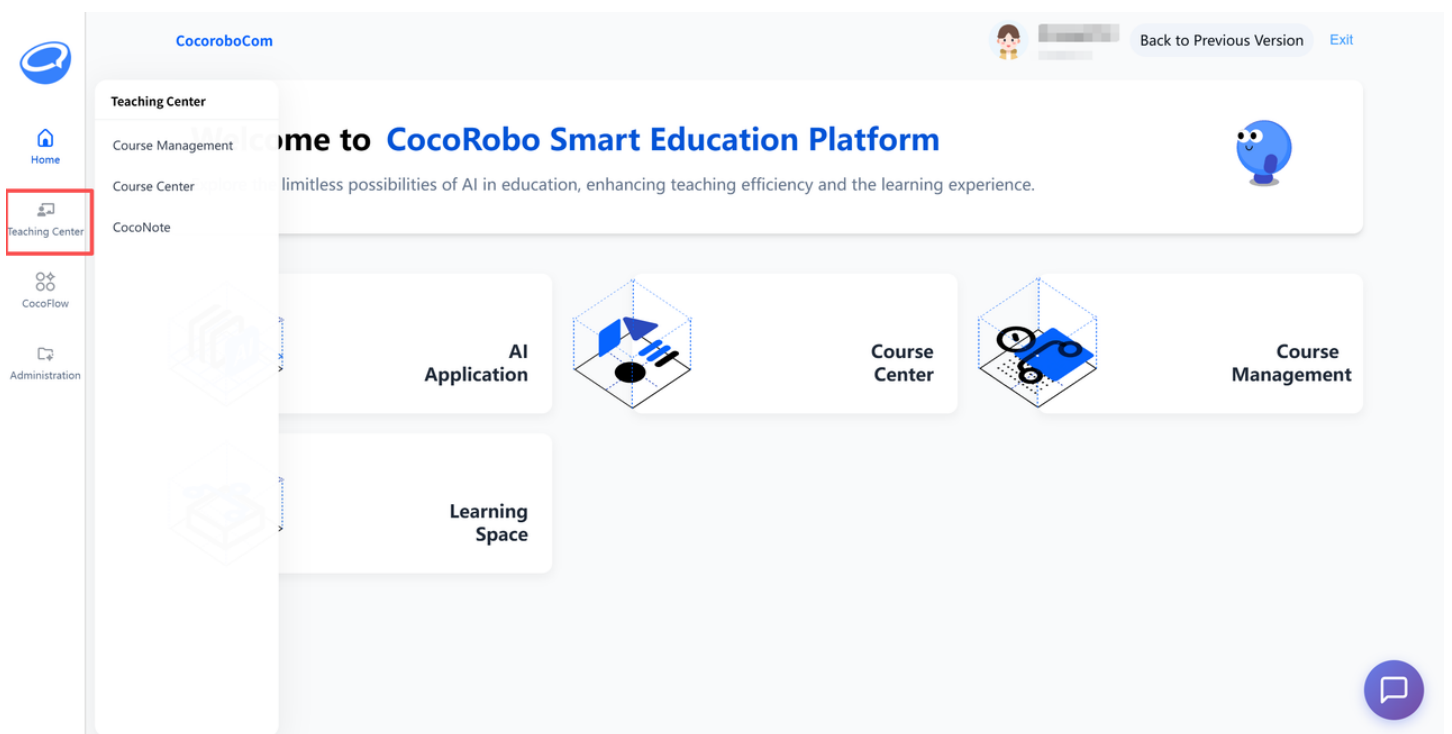 CocoroboCom
Back to Previous Version
Exit
Home
Teaching Center
CocoFlow
Administration
Teaching Center
Course Management
Course Center
CocoNote
Welcome to CocoRobo Smart Education Platform
the limitless possibilities of AI in education, enhancing teaching efficiency and the learning experience.
AI
Application
Course
Center
Course
Management
Learning
Space